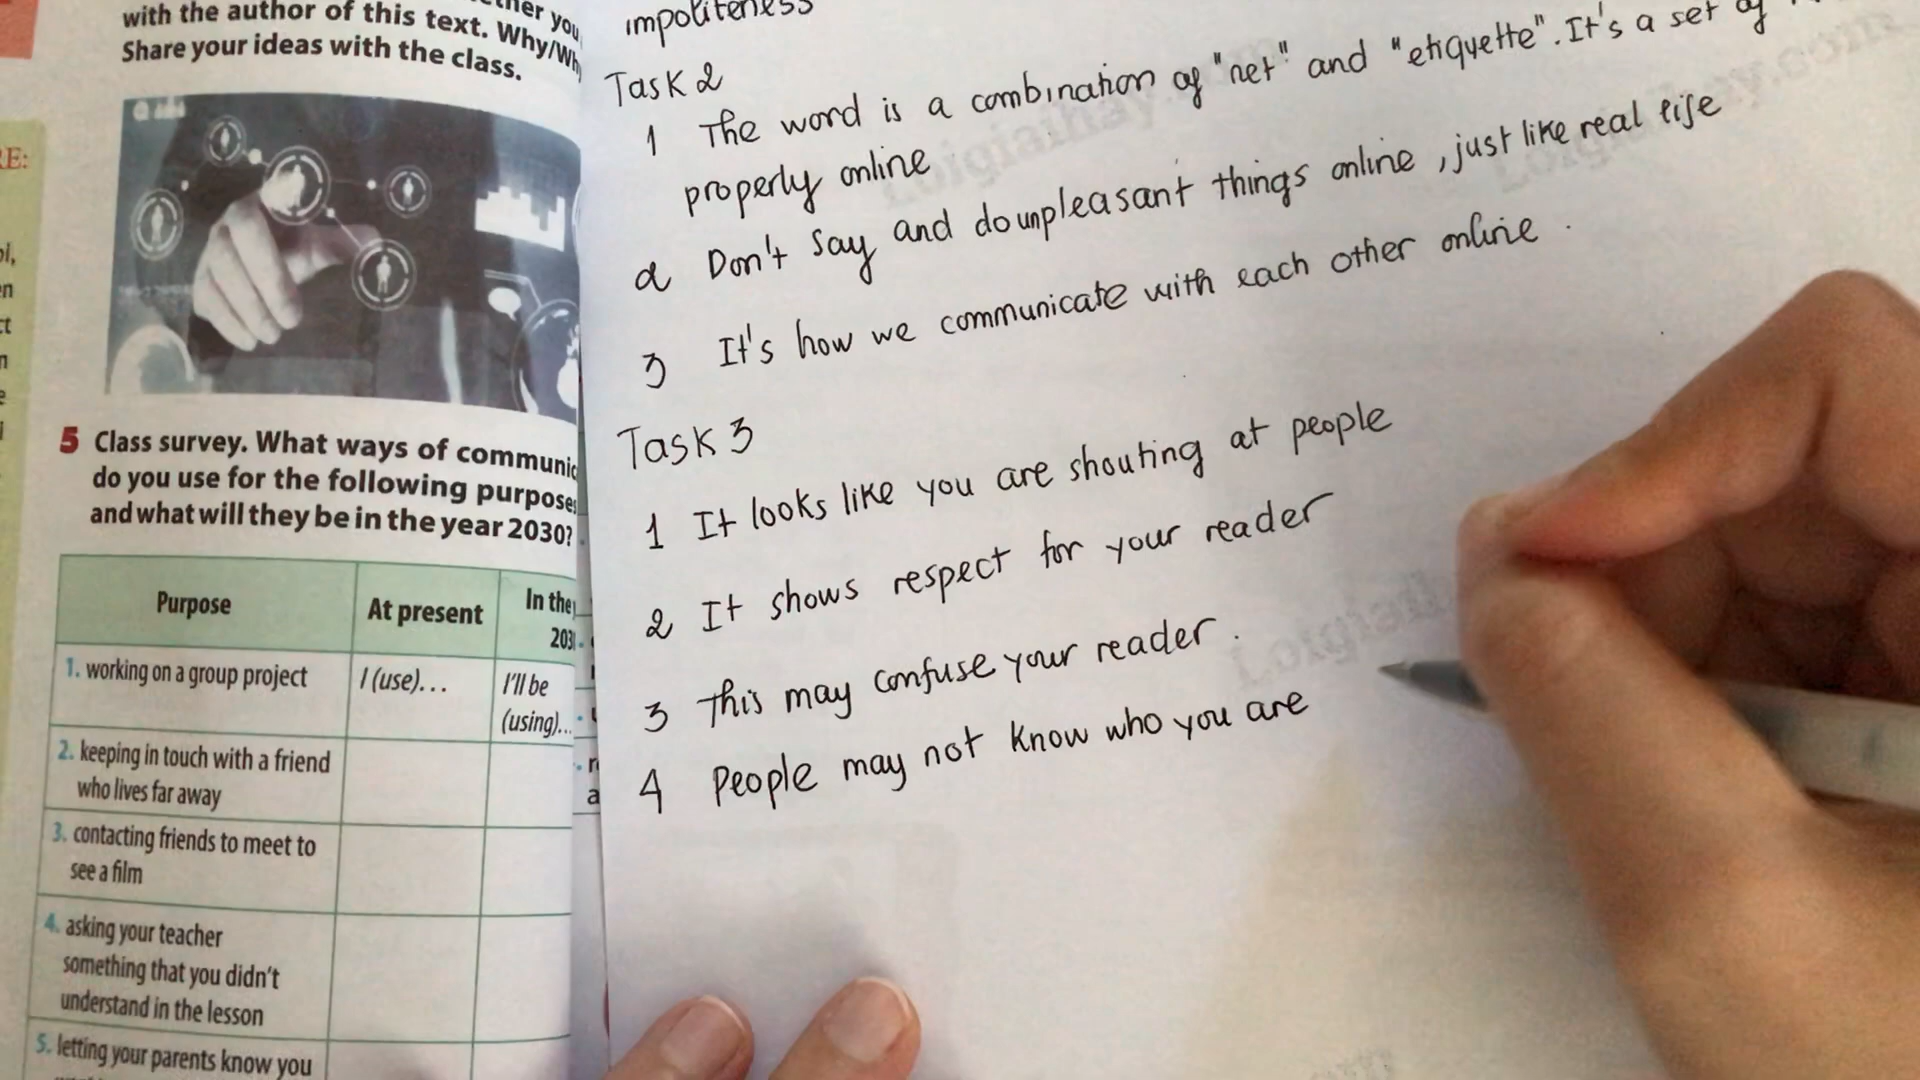 with the author of this text. Why/Wh
Share your ideas with the class.
RE:
5 Class survey. What ways of communic
do you use for the following purposes
and what will they be in the year 2030?
Purpose
At present
In the
203
1. working on a group project
I (use)...
I'll be
(using)...
2. keeping in touch with a friend
who lives far away
3. contacting friends to meet to
see a film
4. asking your teacher
something that you didn't
understand in the lesson
5. letting your parents know you
impoliteness
Task 2
1 The word is a combination of "net" and "etiquette". It's a set of
properly online
2 Don't say and do unpleasant things online, just like real life
3 It's how we communicate with each other online.
Task 3
1 It looks like you are shouting at people
2 It shows respect for your reader
3 This may confuse your reader.
4 People may not know who you are
Loigiaihay.com